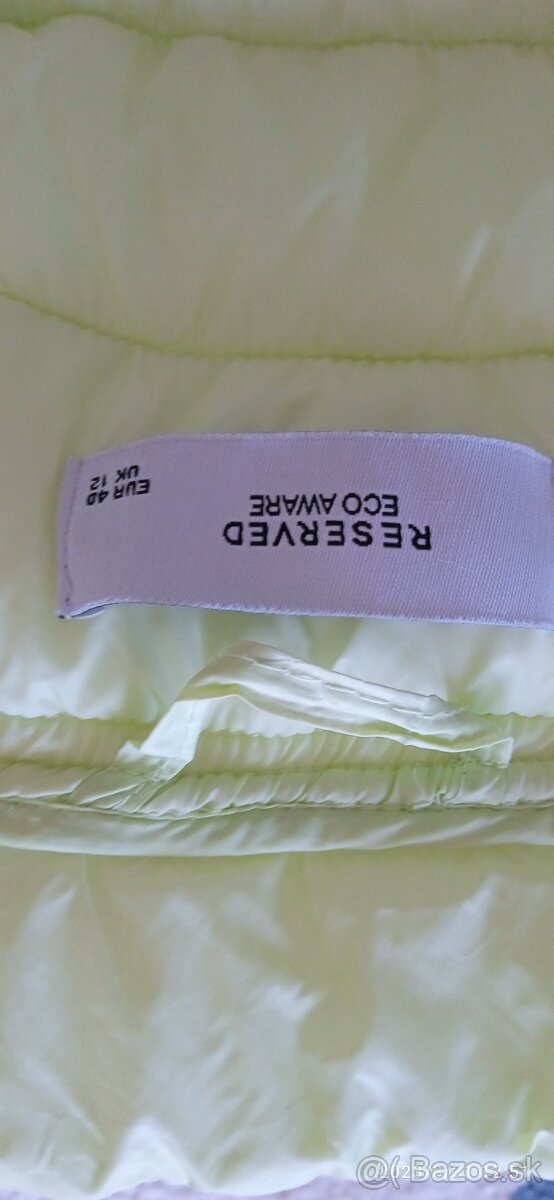 RESERVED
ECO AWARE
EUR 40
UK 12
Bazos.sk